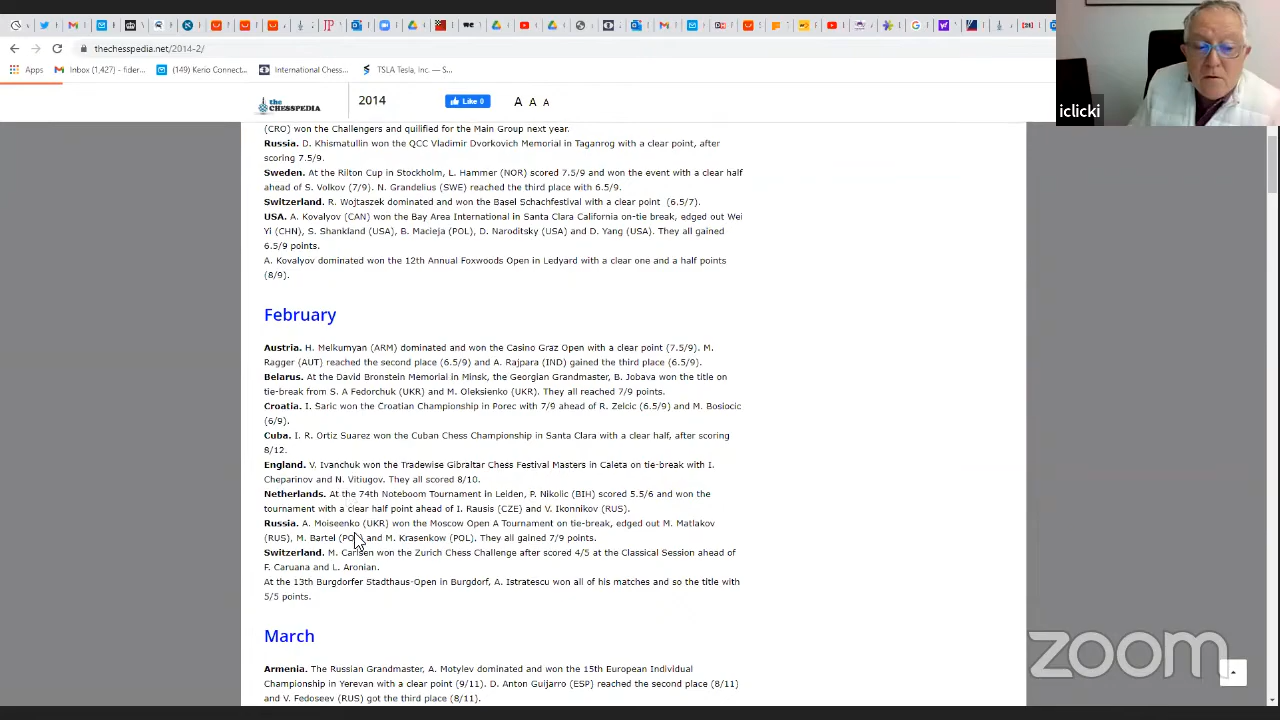 thechesspedia.net/2014-2/
Apps
Inbox (1,427) - fider...
(149) Kerio Connect...
International Chess...
TSLA Tesla, Inc. — S...
the
CHESSPEDIA
2014
Like 0
A A A
(CRO) won the Challengers and quilified for the Main Group next year.
Russia. D. Khismatullin won the QCC Vladimir Dvorkovich Memorial in Taganrog with a clear point, after
scoring 7.5/9.
Sweden. At the Rilton Cup in Stockholm, L. Hammer (NOR) scored 7.5/9 and won the event with a clear half
ahead of S. Volkov (7/9). N. Grandelius (SWE) reached the third place with 6.5/9.
Switzerland. R. Wojtaszek dominated and won the Basel Schachfestival with a clear point (6.5/7).
USA. A. Kovalyov (CAN) won the Bay Area International in Santa Clara California on-tie break, edged out Wei
Yi (CHN), S. Shankland (USA), B. Macieja (POL), D. Naroditsky (USA) and D. Yang (USA). They all gained
6.5/9 points.
A. Kovalyov dominated won the 12th Annual Foxwoods Open in Ledyard with a clear one and a half points
(8/9).
February
Austria. H. Melkumyan (ARM) dominated and won the Casino Graz Open with a clear point (7.5/9). M.
Ragger (AUT) reached the second place (6.5/9) and A. Rajpara (IND) gained the third place (6.5/9).
Belarus. At the David Bronstein Memorial in Minsk, the Georgian Grandmaster, B. Jobava won the title on
tie-break from S. A Fedorchuk (UKR) and M. Oleksienko (UKR). They all reached 7/9 points.
Croatia. I. Saric won the Croatian Championship in Porec with 7/9 ahead of R. Zelcic (6.5/9) and M. Bosiocic
(6/9).
Cuba. I. R. Ortiz Suarez won the Cuban Chess Championship in Santa Clara with a clear half, after scoring
8/12.
England. V. Ivanchuk won the Tradewise Gibraltar Chess Festival Masters in Caleta on tie-break with I.
Cheparinov and N. Vitiugov. They all scored 8/10.
Netherlands. At the 74th Noteboom Tournament in Leiden, P. Nikolic (BIH) scored 5.5/6 and won the
tournament with a clear half point ahead of I. Rausis (CZE) and V. Ikonnikov (RUS).
Russia. A. Moiseenko (UKR) won the Moscow Open A Tournament on tie-break, edged out M. Matlakov
(RUS), M. Bartel (POL) and M. Krasenkow (POL). They all gained 7/9 points.
Switzerland. M. Carlsen won the Zurich Chess Challenge after scored 4/5 at the Classical Session ahead of
F. Caruana and L. Aronian.
At the 13th Burgdorfer Stadthaus-Open in Burgdorf, A. Istratescu won all of his matches and so the title with
5/5 points.
March
Armenia. The Russian Grandmaster, A. Motylev dominated and won the 15th European Individual
Championship in Yerevan with a clear point (9/11). D. Anton Guijarro (ESP) reached the second place (8/11)
and V. Fedoseev (RUS) got the third place (8/11).
iclicki
zoom